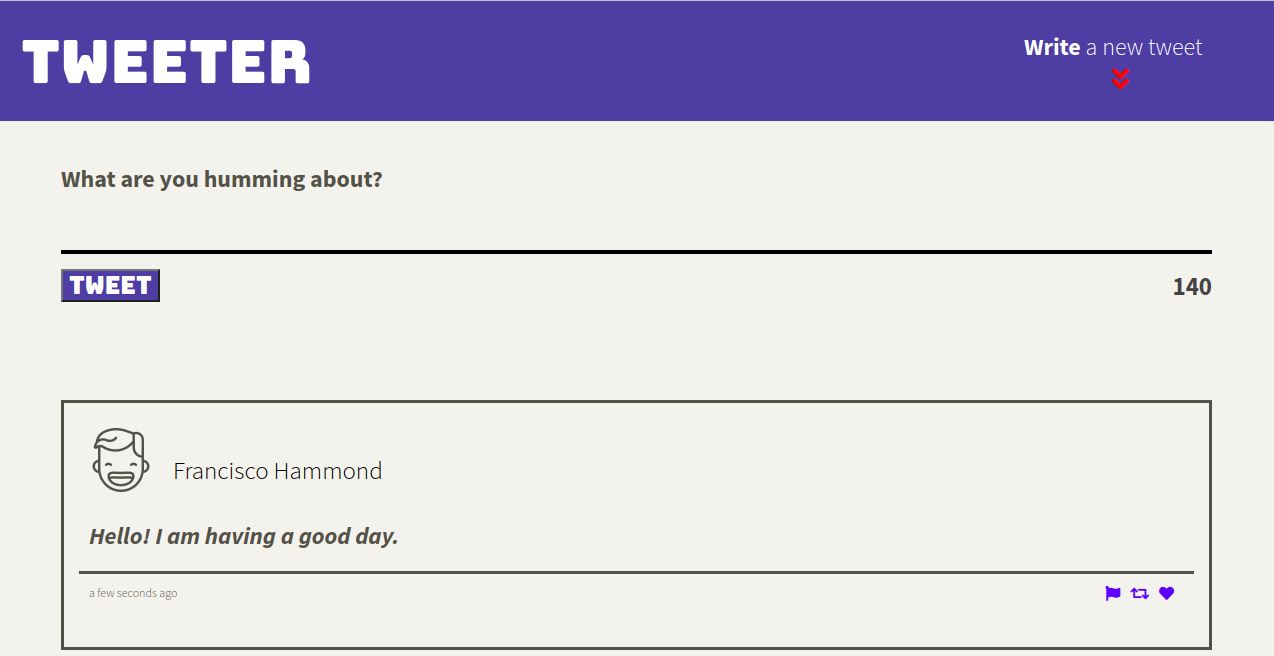 TWEETER
Write a new tweet
What are you humming about?
TWEET
140
Francisco Hammond
Hello! I am having a good day.
a few seconds ago